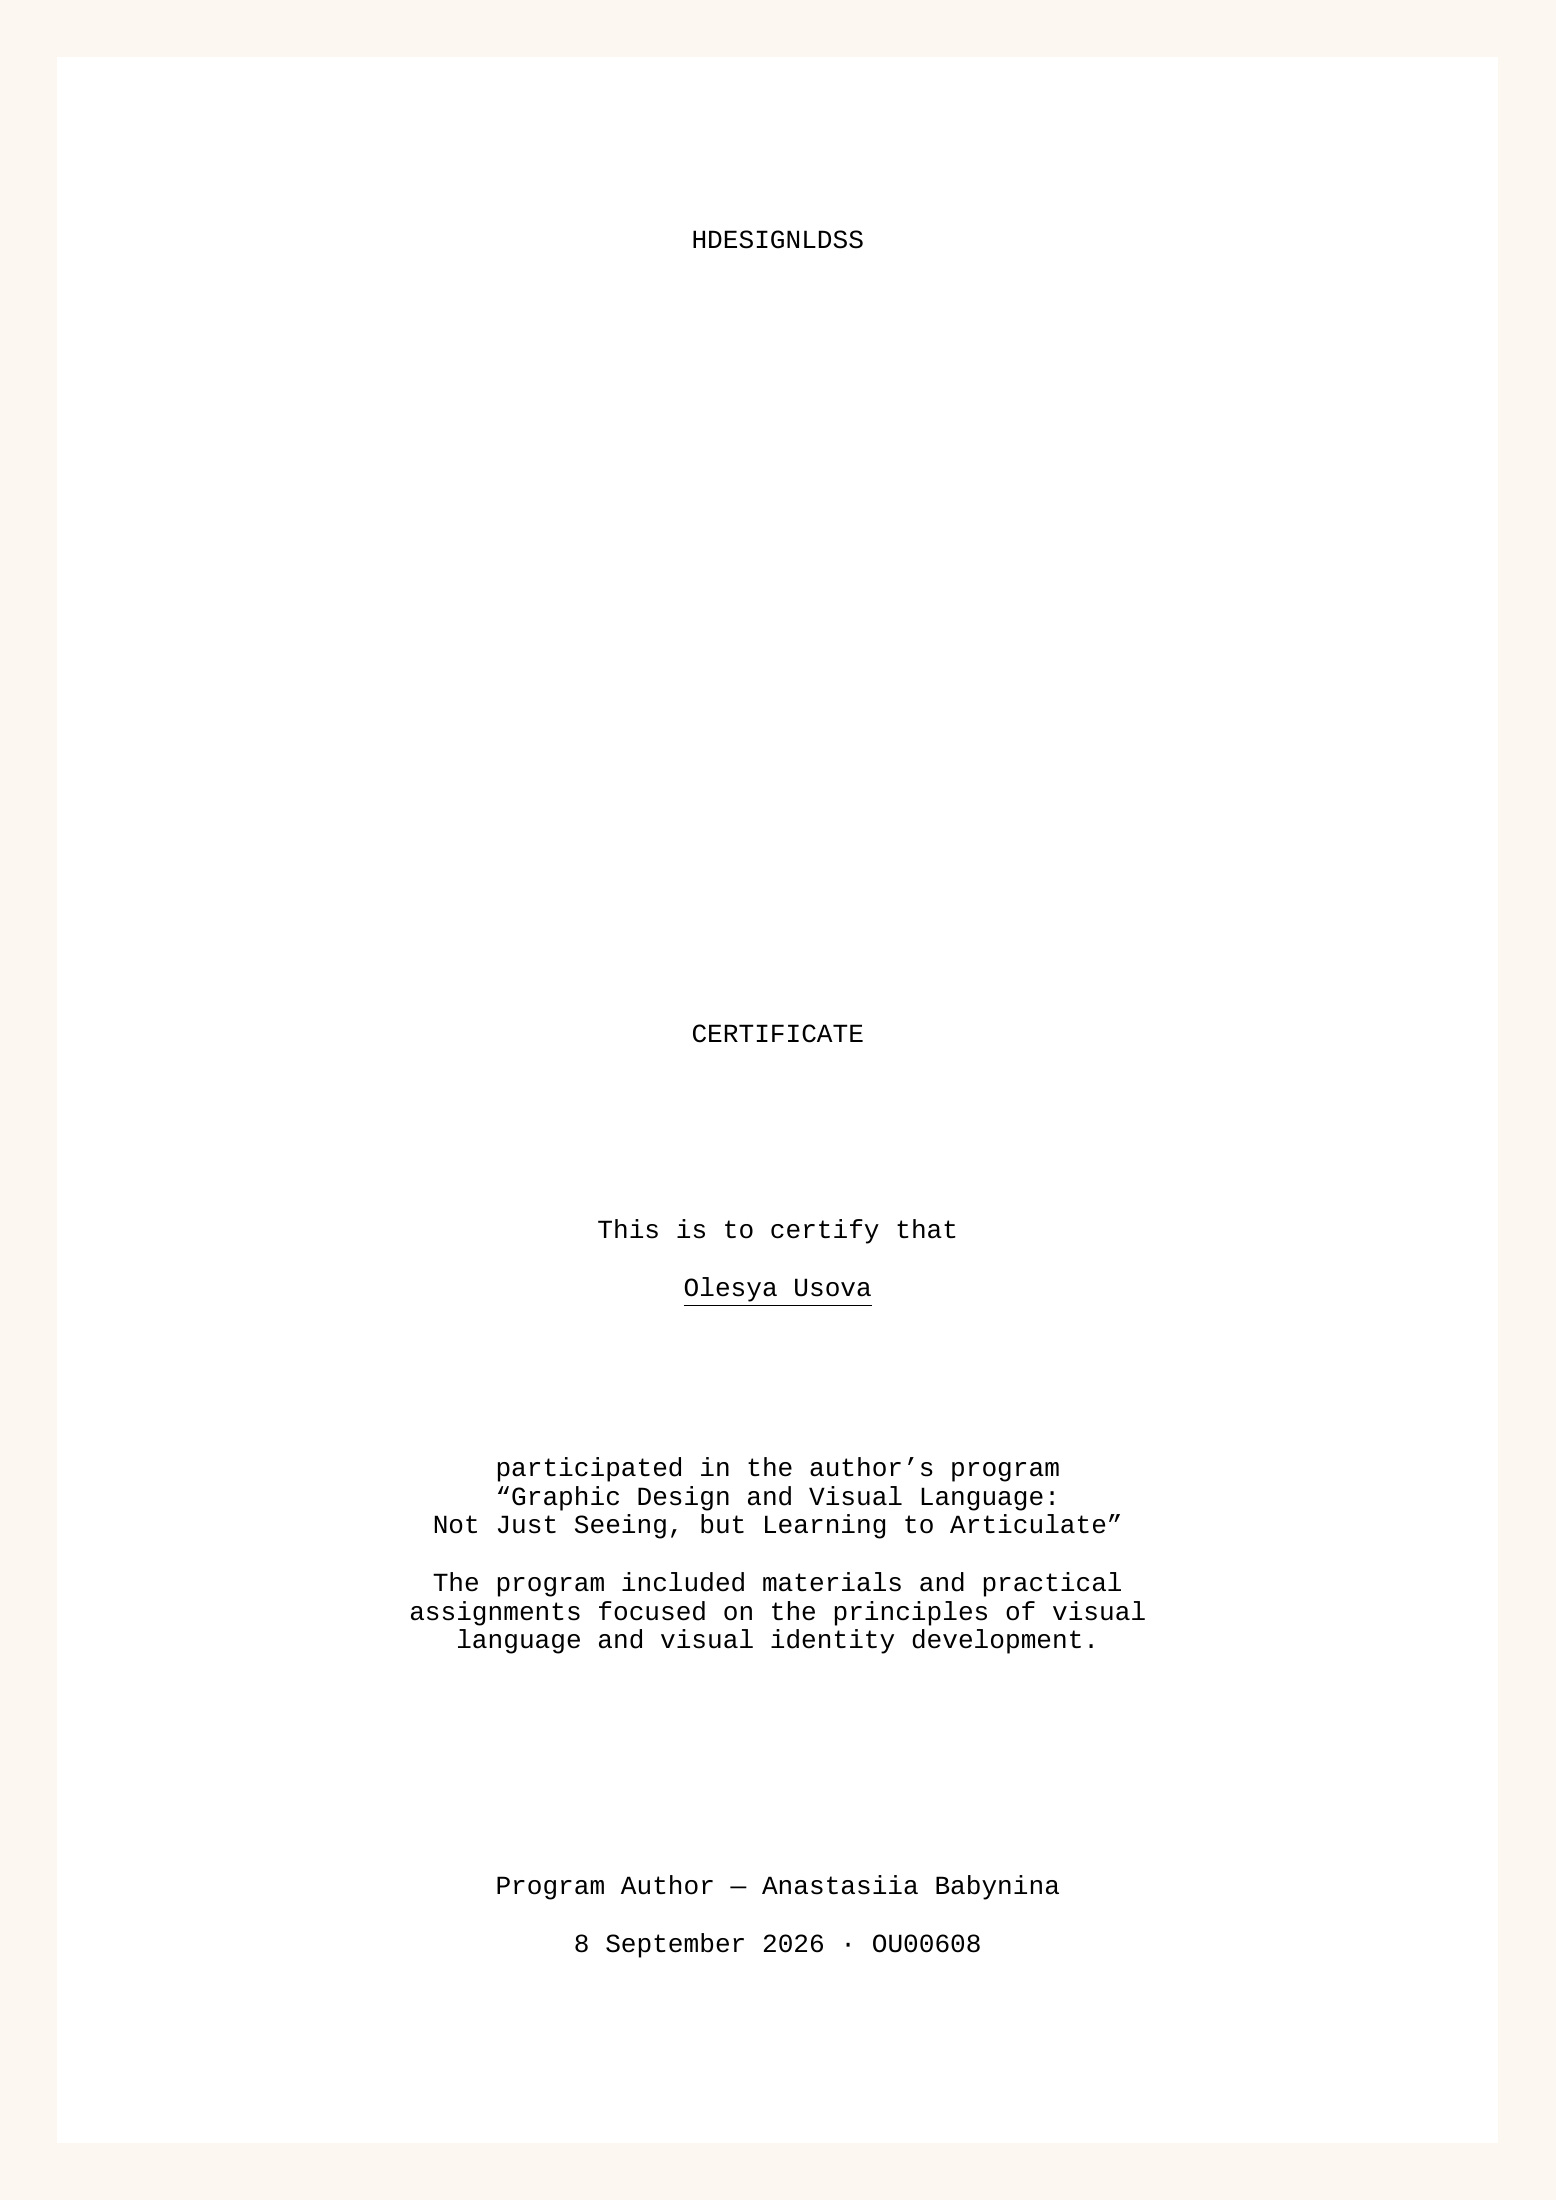 HDESIGNLDSS
CERTIFICATE
This is to certify that
Olesya Usova
participated in the author’s program
“Graphic Design and Visual Language:
Not Just Seeing, but Learning to Articulate”
The program included materials and practical
assignments focused on the principles of visual
language and visual identity development.
Program Author — Anastasiia Babynina
8 September 2026 · OU00608